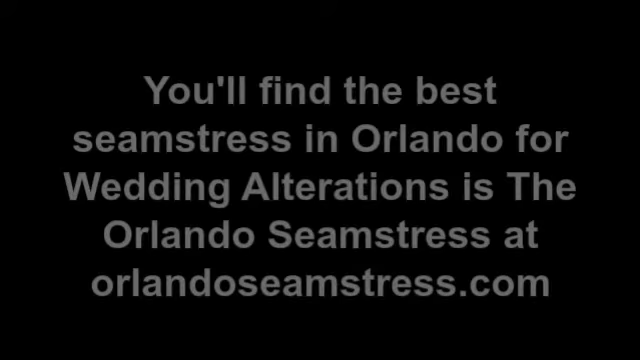 You'll find the best
seamstress in Orlando for
Wedding Alterations is The
Orlando Seamstress at
orlandoseamstress.com